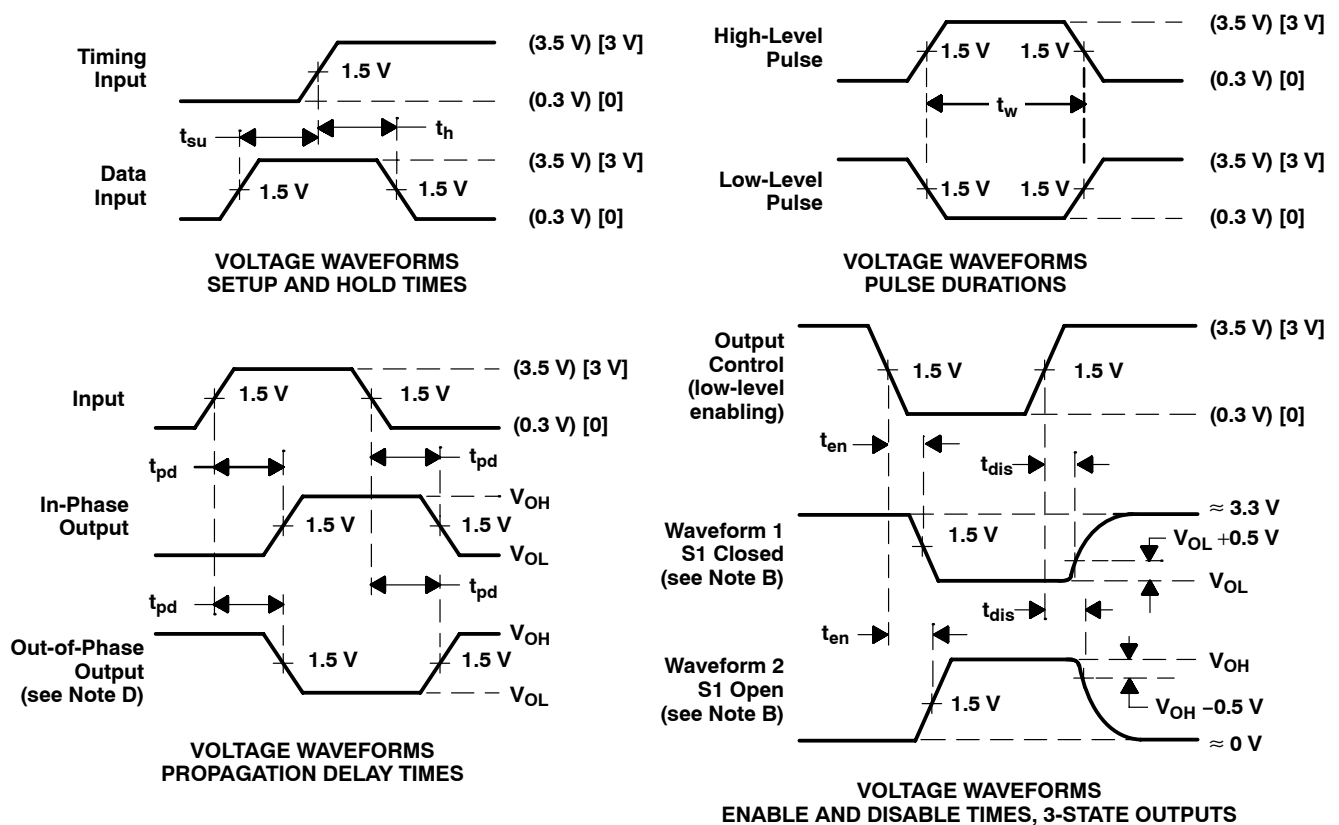 Timing
Input
1.5 V
(3.5 V) [3 V]
(0.3 V) [0]
tsu
th
Data
Input
1.5 V
1.5 V
(3.5 V) [3 V]
(0.3 V) [0]
VOLTAGE WAVEFORMS
SETUP AND HOLD TIMES
High-Level
Pulse
1.5 V
1.5 V
(3.5 V) [3 V]
(0.3 V) [0]
tw
Low-Level
Pulse
1.5 V
1.5 V
(3.5 V) [3 V]
(0.3 V) [0]
VOLTAGE WAVEFORMS
PULSE DURATIONS
Input
1.5 V
1.5 V
(3.5 V) [3 V]
(0.3 V) [0]
tpd
tpd
In-Phase
Output
1.5 V
1.5 V
VOH
VOL
tpd
tpd
Out-of-Phase
Output
(see Note D)
1.5 V
1.5 V
VOH
VOL
VOLTAGE WAVEFORMS
PROPAGATION DELAY TIMES
Output
Control
(low-level
enabling)
1.5 V
1.5 V
(3.5 V) [3 V]
(0.3 V) [0]
ten
tdis
Waveform 1
S1 Closed
(see Note B)
1.5 V
≈ 3.3 V
VOL +0.5 V
VOL
ten
tdis
Waveform 2
S1 Open
(see Note B)
1.5 V
VOH
VOH −0.5 V
≈ 0 V
VOLTAGE WAVEFORMS
ENABLE AND DISABLE TIMES, 3-STATE OUTPUTS